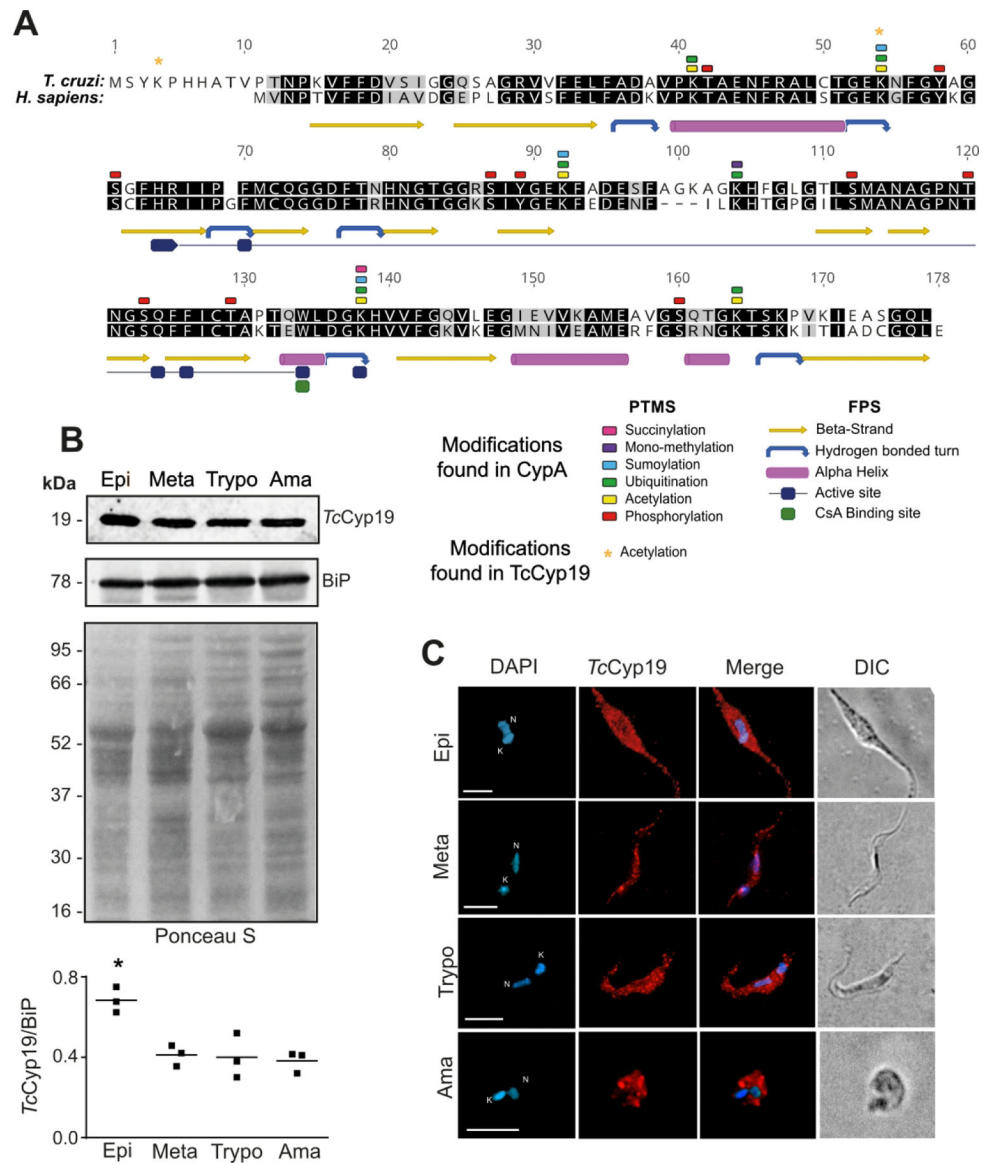 A
1 10 20 30 40 50 60
T. cruzi: MSYKPHHATVPTNPKVFFDVSIGGQSAGRVVFELFADAVPKTAENFRALCTGEKNFGYAG
H. sapiens: MVNPTVFFDIAVDGEPLGRVSFELFADKVPKTAENFRALSTGEKGFGYKG
70 80 90 100 110 120
SGFHRIIP FMCQGGDFTNHNGTGGRSIYGEKFADESFAGKAGKHFGLGTLSMANAGPNT
SCFHRIIPGFMCQGGDFTRHNGTGGKSIYGEKFEDENF---ILKHTGPGILSMANAGPNT
130 140 150 160 170 178
NGSQFFICTAPTQWLDGKHVVFGQVLEGIEVVKAMEAVGSQTGKTSKPVKIEASGQL
NGSQFFICTAKTEWLDGKHVVFGKVKEGMNIVEAMERFGSRNGKTSKKITIADCGQLE
Modifications
found in CypA
PTMS
Succinylation
Mono-methylation
Sumoylation
Ubiquitination
Acetylation
Phosphorylation
FPS
Beta-Strand
Hydrogen bonded turn
Alpha Helix
Active site
CsA Binding site
Modifications
found in TcCyp19
* Acetylation
B
kDa Epi Meta Trypo Ama
19 - TcCyp19
78 - BiP
95 -
66 -
52 -
37 -
30 -
16 -
Ponceau S
TcCyp19/BiP
0.8
0.4
0.0
*
Epi Meta Trypo Ama
C
DAPI TcCyp19 Merge DIC
Epi N K
Meta N K
Trypo K N
Ama N K